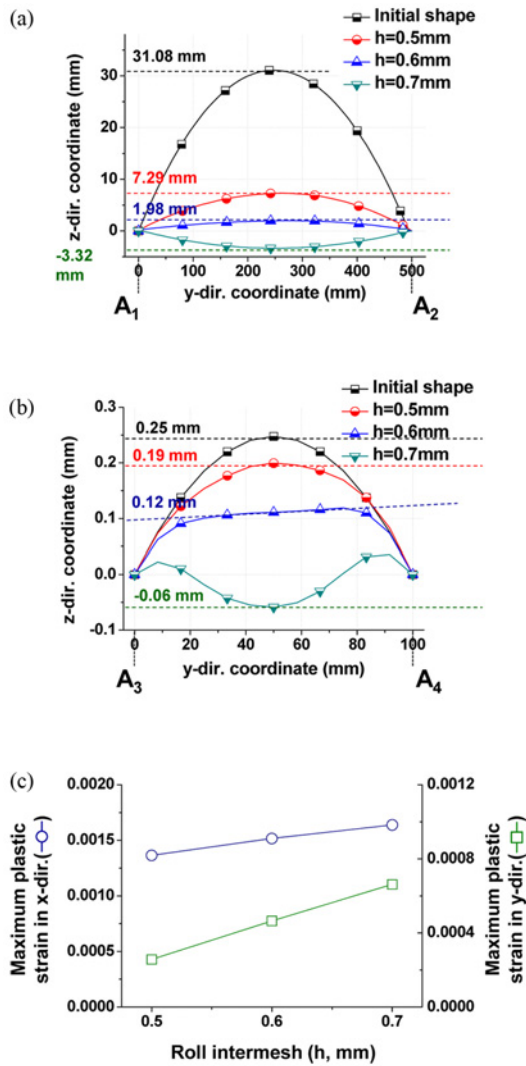 (a)
Initial shape
h=0.5mm
h=0.6mm
h=0.7mm
31.08 mm
7.29 mm
1.98 mm
-3.32
mm
z-dir. coordinate (mm)
30
20
10
0
0 100 200 300 400 500
y-dir. coordinate (mm)
A1 A2
(b)
Initial shape
h=0.5mm
h=0.6mm
h=0.7mm
0.25 mm
0.19 mm
0.12 mm
-0.06 mm
z-dir. coordinate (mm)
0.3
0.2
0.1
0.0
-0.1
0 20 40 60 80 100
y-dir. coordinate (mm)
A3 A4
(c)
Maximum plastic
strain in x-dir.(
)
0.0020
0.0015
0.0010
0.0005
0.0000
0.0012
0.0008
0.0004
0.0000
Maximum plastic
strain in y-dir.(
)
0.5 0.6 0.7
Roll intermesh (h, mm)